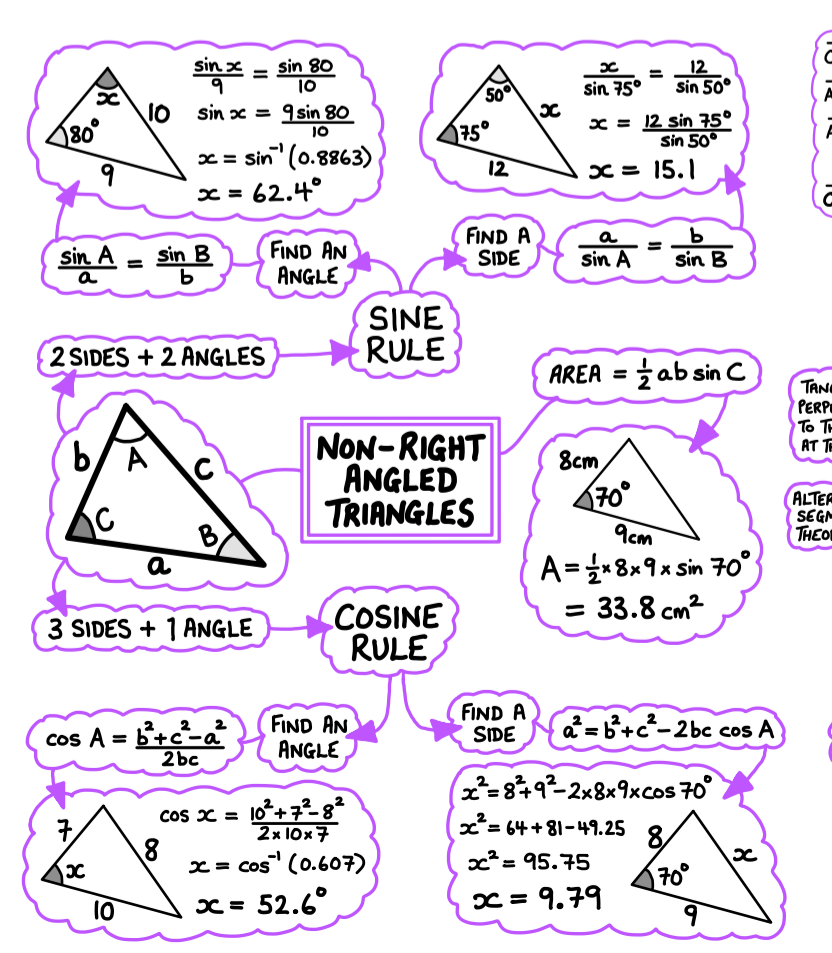 x
80°
10
9
sin x / 9 = sin 80 / 10
sin x = 9 sin 80 / 10
x = sin⁻¹ (0.8863)
x = 62.4°
50°
75°
x
12
x / sin 75° = 12 / sin 50°
x = 12 sin 75° / sin 50°
x = 15.1
sin A / a = sin B / b
FIND AN
ANGLE
FIND A
SIDE
a / sin A = b / sin B
SINE
RULE
2 SIDES + 2 ANGLES
AREA = ½ ab sin C
b
A
c
C
B
a
NON-RIGHT
ANGLED
TRIANGLES
8cm
70°
9cm
A = ½ × 8 × 9 × sin 70°
= 33.8 cm²
3 SIDES + 1 ANGLE
COSINE
RULE
cos A = b² + c² - a² / 2bc
FIND AN
ANGLE
FIND A
SIDE
a² = b² + c² - 2bc cos A
7
8
x
10
cos x = 10² + 7² - 8² / 2 × 10 × 7
x = cos⁻¹ (0.607)
x = 52.6°
x² = 8² + 9² - 2 × 8 × 9 × cos 70°
x² = 64 + 81 - 49.25
x² = 95.75
x = 9.79
8
x
70°
9
TO